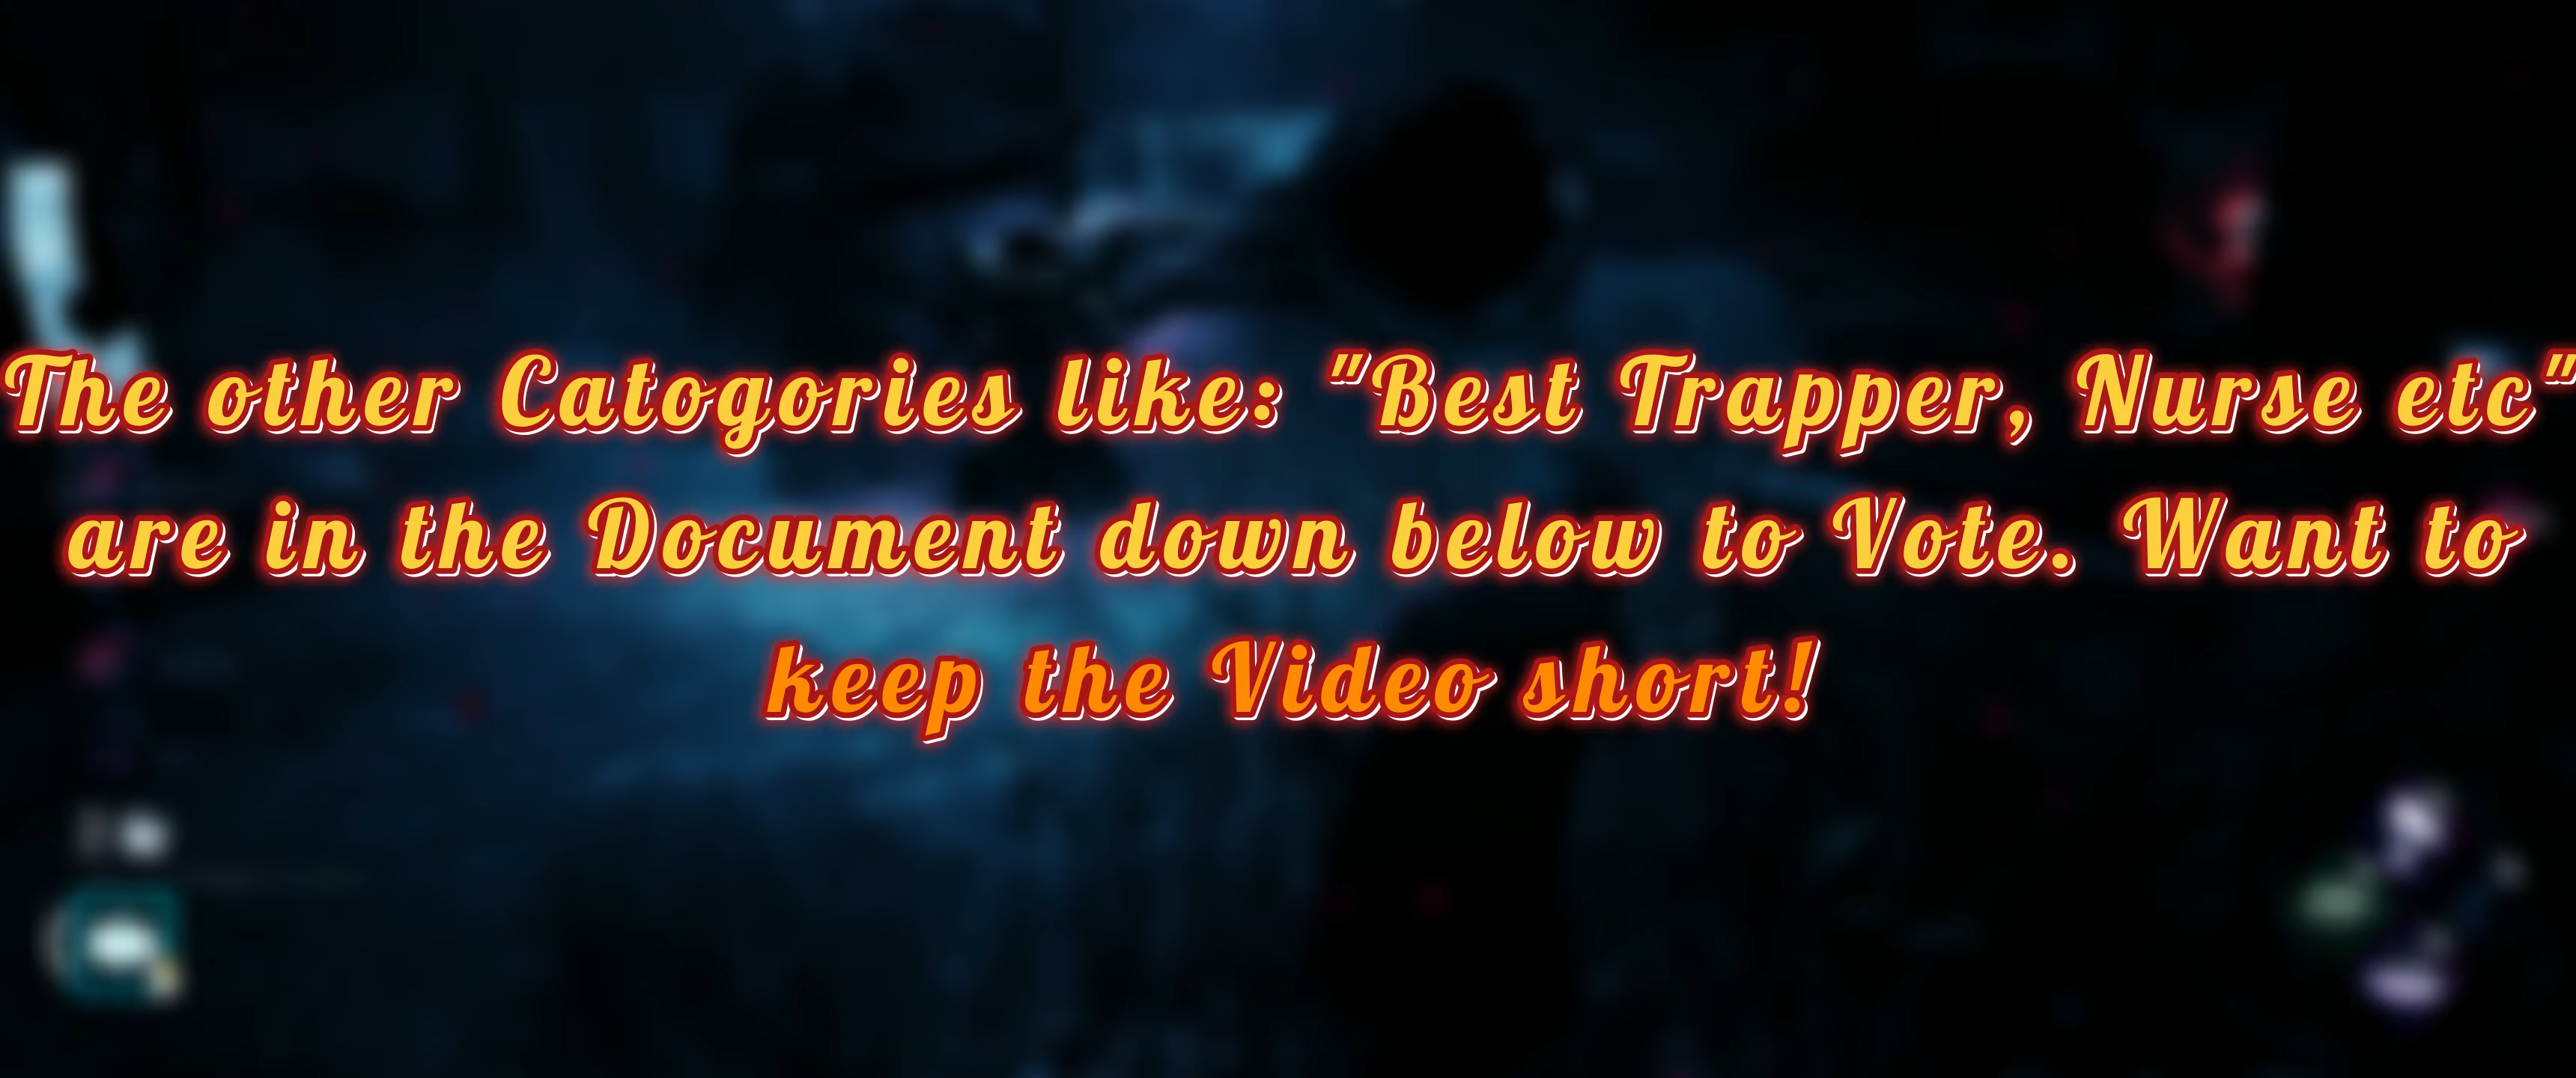 The other Catogories like: "Best Trapper, Nurse etc"
are in the Document down below to Vote. Want to
keep the Video short!